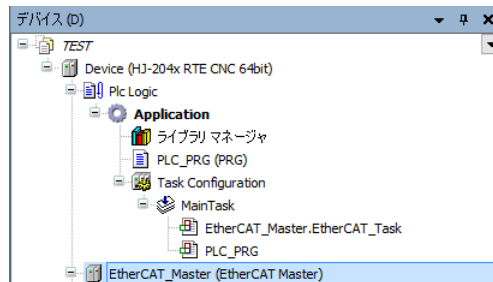 デバイス (D)
TEST
Device (HJ-204x RTE CNC 64bit)
Plc Logic
Application
ライブラリ マネージャ
PLC_PRG (PRG)
Task Configuration
MainTask
EtherCAT_Master.EtherCAT_Task
PLC_PRG
EtherCAT_Master (EtherCAT Master)